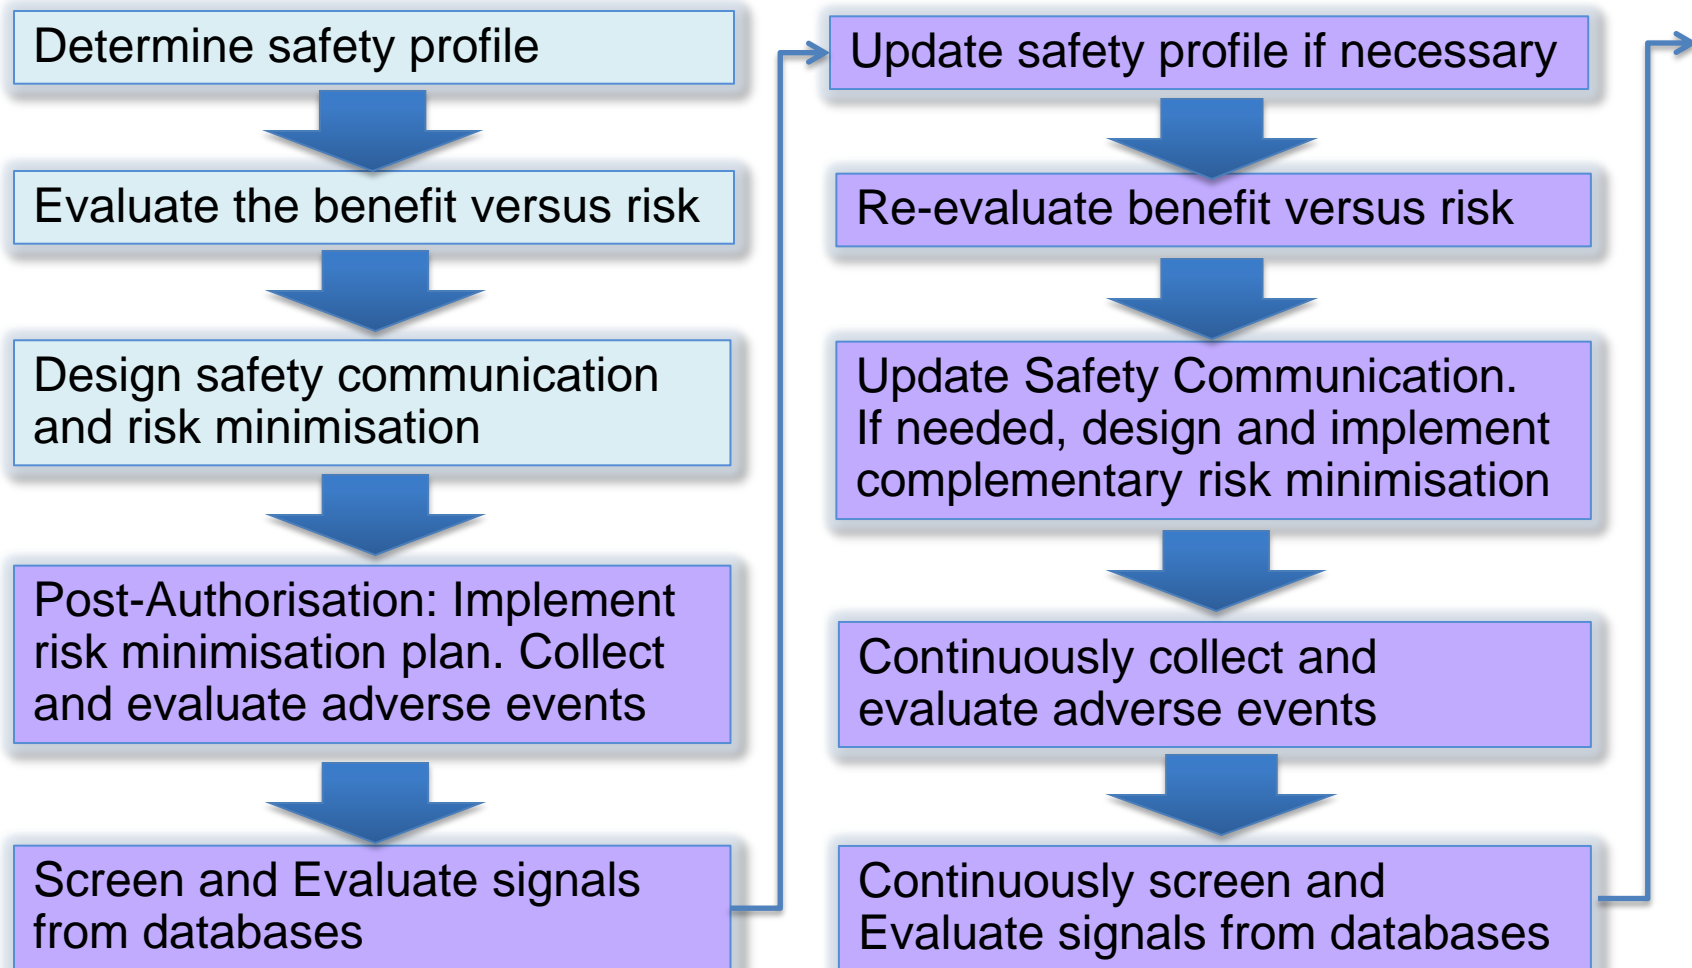 Determine safety profile
Evaluate the benefit versus risk
Design safety communication
and risk minimisation
Post-Authorisation: Implement
risk minimisation plan. Collect
and evaluate adverse events
Screen and Evaluate signals
from databases
Update safety profile if necessary
Re-evaluate benefit versus risk
Update Safety Communication.
If needed, design and implement
complementary risk minimisation
Continuously collect and
evaluate adverse events
Continuously screen and
Evaluate signals from databases